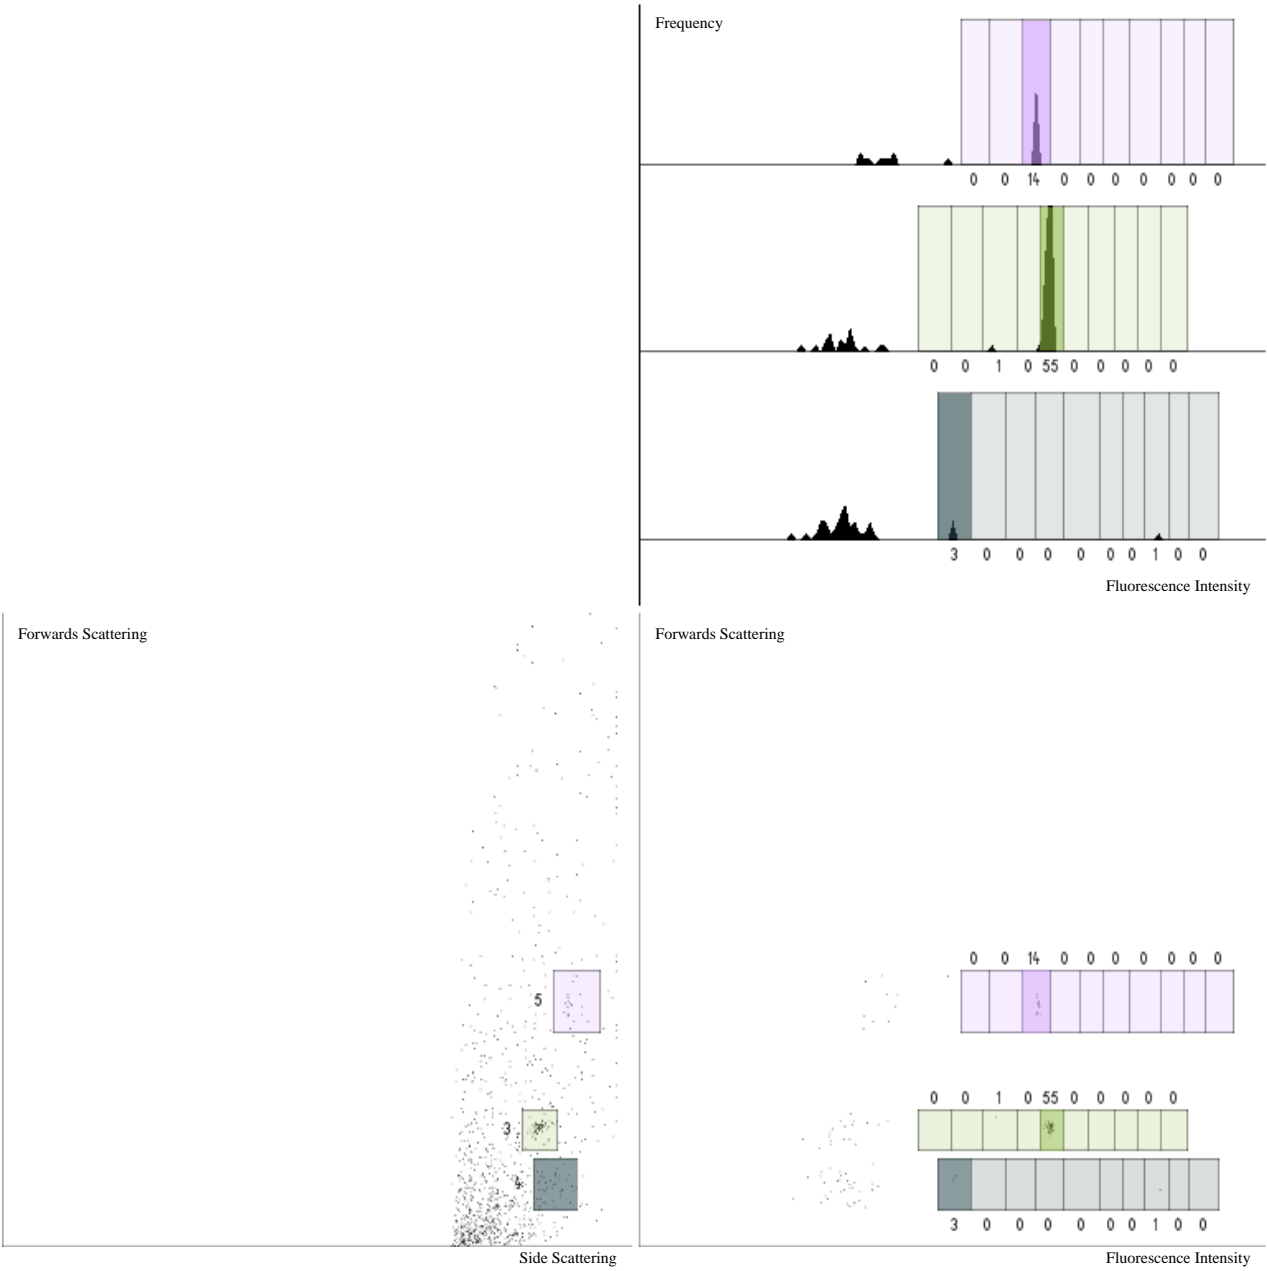 Frequency
0 0 14 0 0 0 0 0 0 0
0 0 1 0 55 0 0 0 0 0
3 0 0 0 0 0 0 1 0 0
Fluorescence Intensity
Forwards Scattering
5
3
4
Side Scattering
Forwards Scattering
0 0 14 0 0 0 0 0 0 0
0 0 1 0 55 0 0 0 0 0
3 0 0 0 0 0 0 1 0 0
Fluorescence Intensity